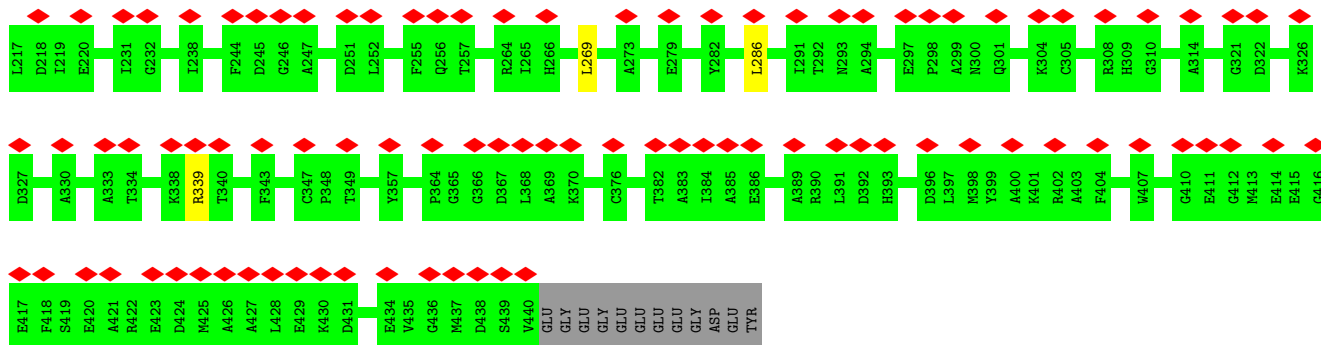 L217 D218 I219 E220 I231 G232 I238 F244 D245 G246 A247 D251 L252 F255 Q256 T257 R264 I265 H266 L269 A273 E279 Y282 L286 I291 T292 N293 A294 E297 P298 A299 N300 Q301 K304 C305 R308 H309 G310 A314 G321 D322 K326
D327 A330 A333 T334 K338 R339 T340 F343 C347 P348 T349 Y357 P364 G365 G366 D367 L368 A369 K370 C376 T382 A383 I384 A385 E386 A389 R390 L391 D392 H393 D396 L397 M398 Y399 A400 K401 R402 A403 F404 W407 G410 E411 G412 M413 E414 E415 G416
E417 F418 S419 E420 A421 R422 E423 D424 M425 A426 A427 L428 E429 K430 D431 E434 V435 G436 M437 D438 S439 V440 GLU GLY GLU GLY GLU GLU GLU GLU GLY ASP GLU TYR